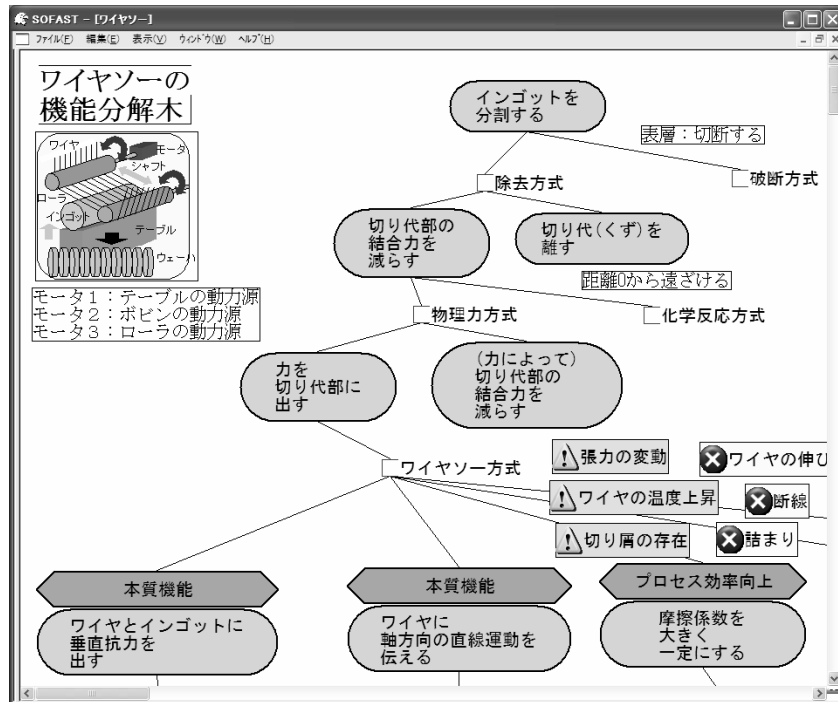 SOFAST - [ワイヤソー]
ファイル(F) 編集(E) 表示(V) ウィンドウ(W) ヘルプ(H)
ワイヤソーの
機能分解木
ワイヤ
モータ
シャフト
ローラ
インゴット
テーブル
ウェーハ
モータ1:テーブルの動力源
モータ2:ボビンの動力源
モータ3:ローラの動力源
インゴットを
分割する
表層:切断する
除去方式
破断方式
切り代部の
結合力を
減らす
切り代(くず)を
離す
距離0から遠ざける
物理力方式
化学反応方式
力を
切り代部に
出す
(力によって)
切り代部の
結合力を
減らす
ワイヤソー方式
張力の変動
ワイヤの伸び
ワイヤの温度上昇
断線
切り屑の存在
詰まり
本質機能
本質機能
プロセス効率向上
ワイヤとインゴットに
垂直抗力を
出す
ワイヤに
軸方向の直線運動を
伝える
摩擦係数を
大きく
一定にする